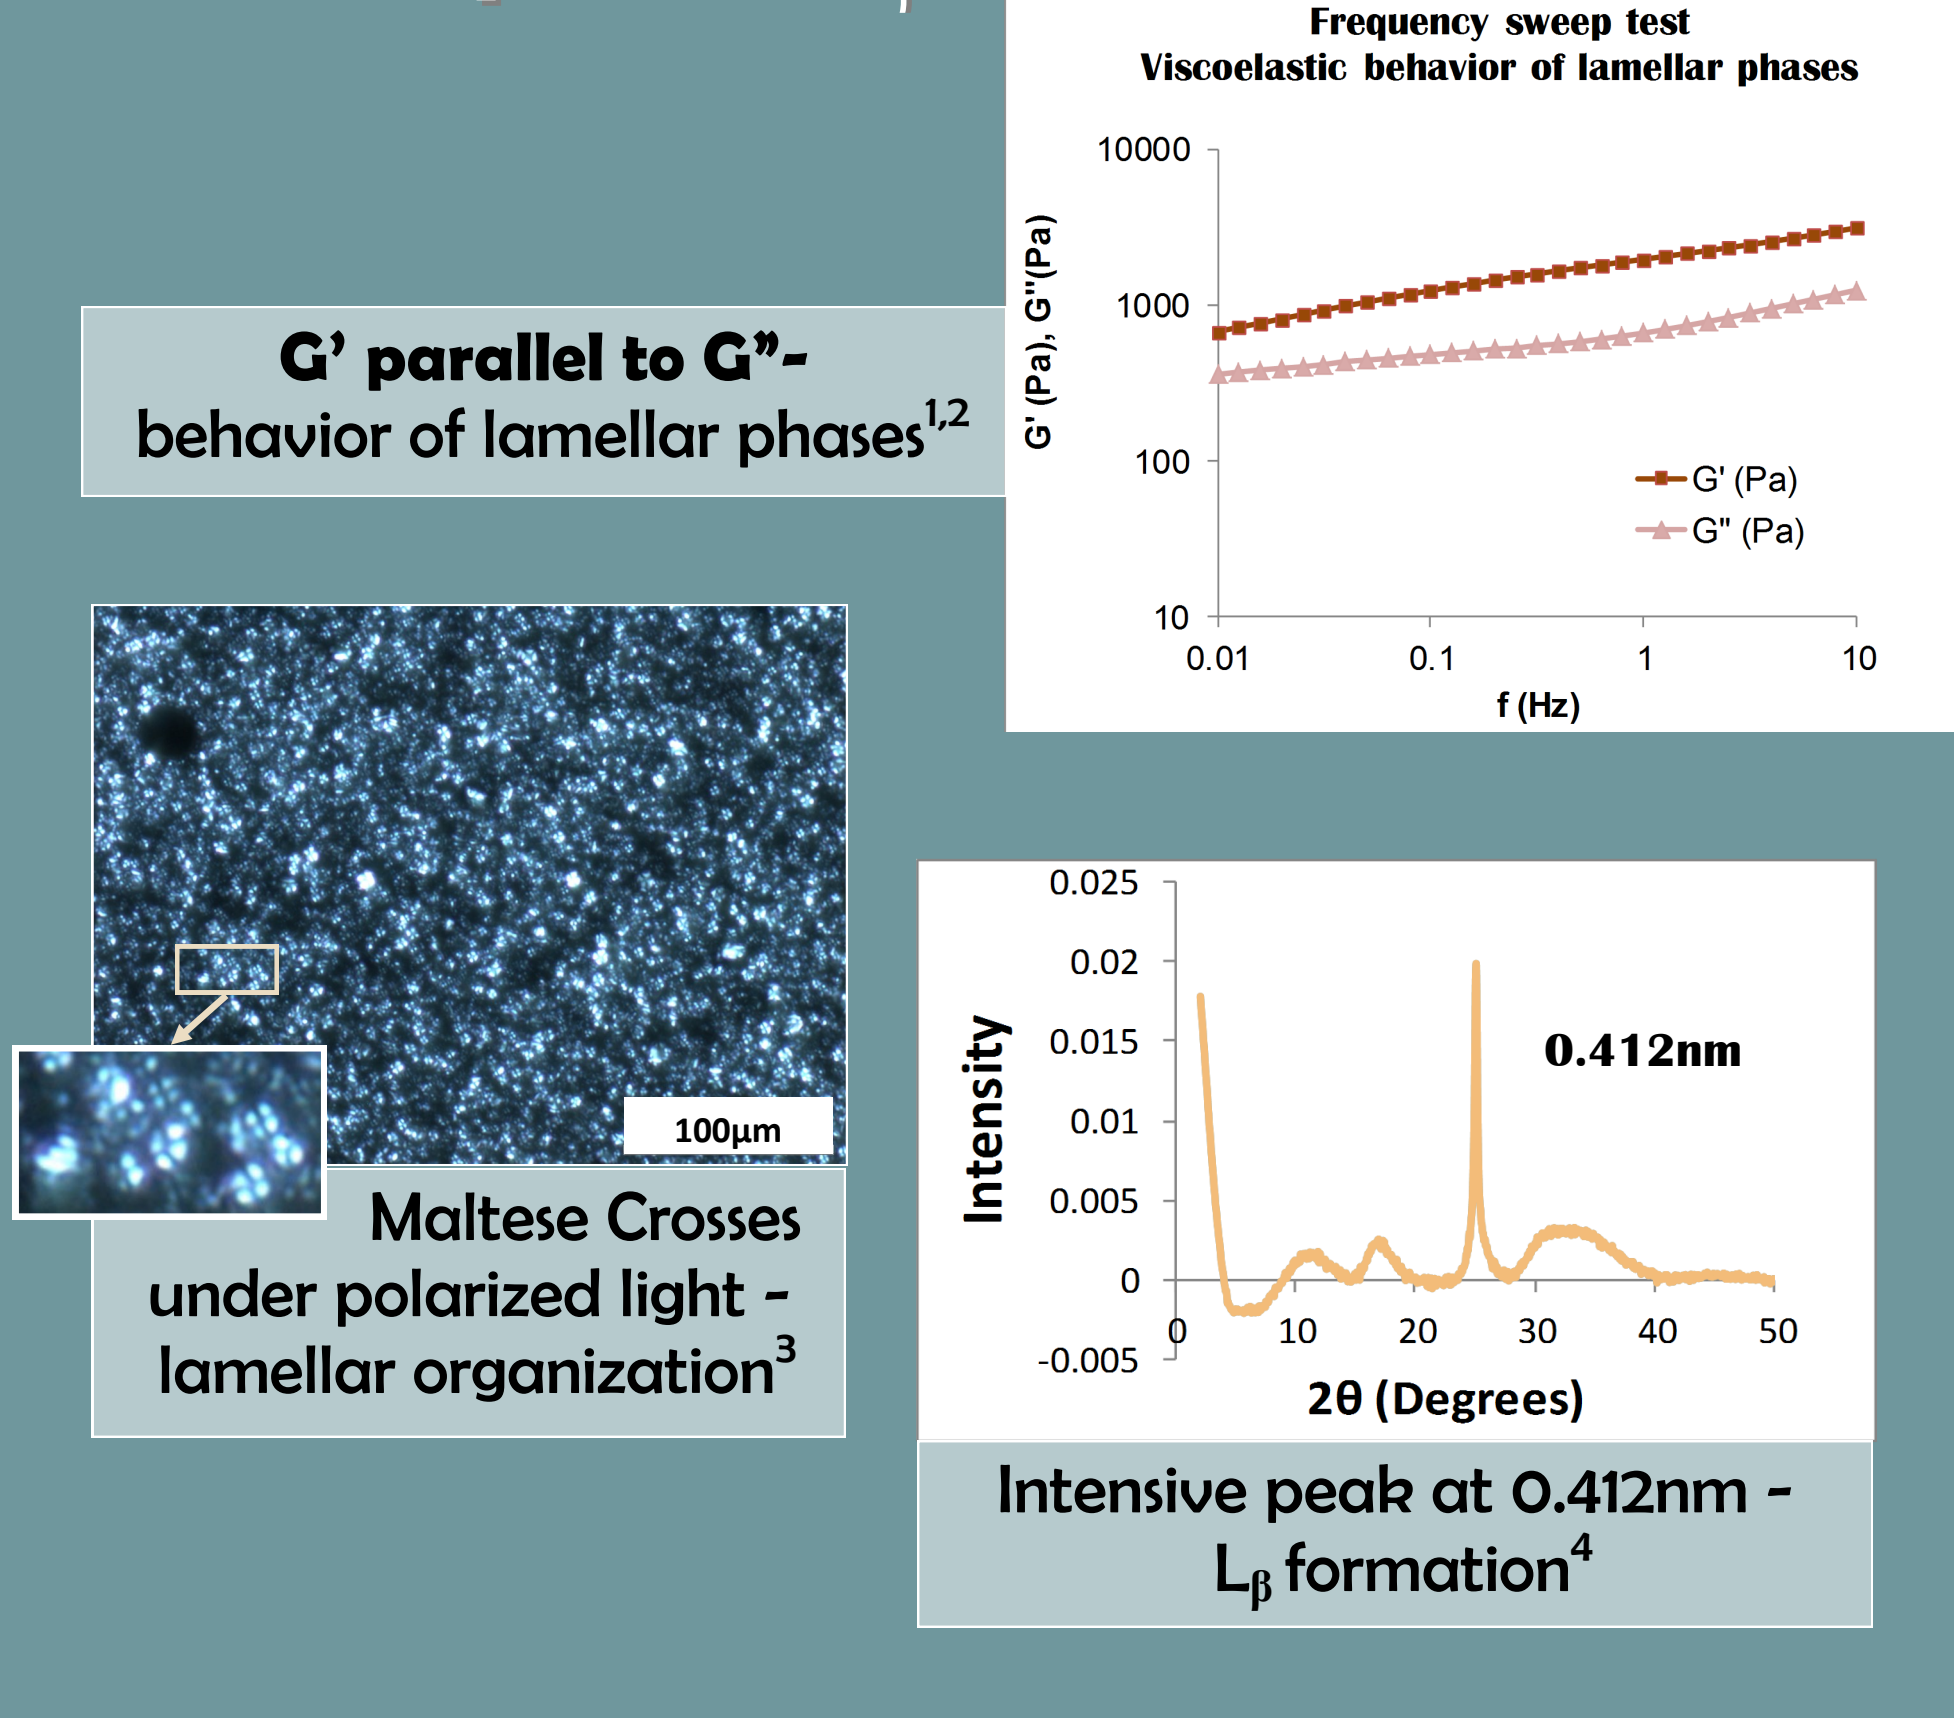 Frequency sweep test
Viscoelastic behavior of lamellar phases
10000
1000
100
10
G' (Pa), G"(Pa)
G' (Pa)
G" (Pa)
0.01 0.1 1 10
f (Hz)
G’ parallel to G”-
behavior of lamellar phases1,2
100µm
Maltese Crosses
under polarized light -
lamellar organization3
0.025
0.02
0.015
0.01
0.005
0
-0.005
Intensity
0.412nm
0 10 20 30 40 50
2θ (Degrees)
Intensive peak at 0.412nm -
Lβ formation4